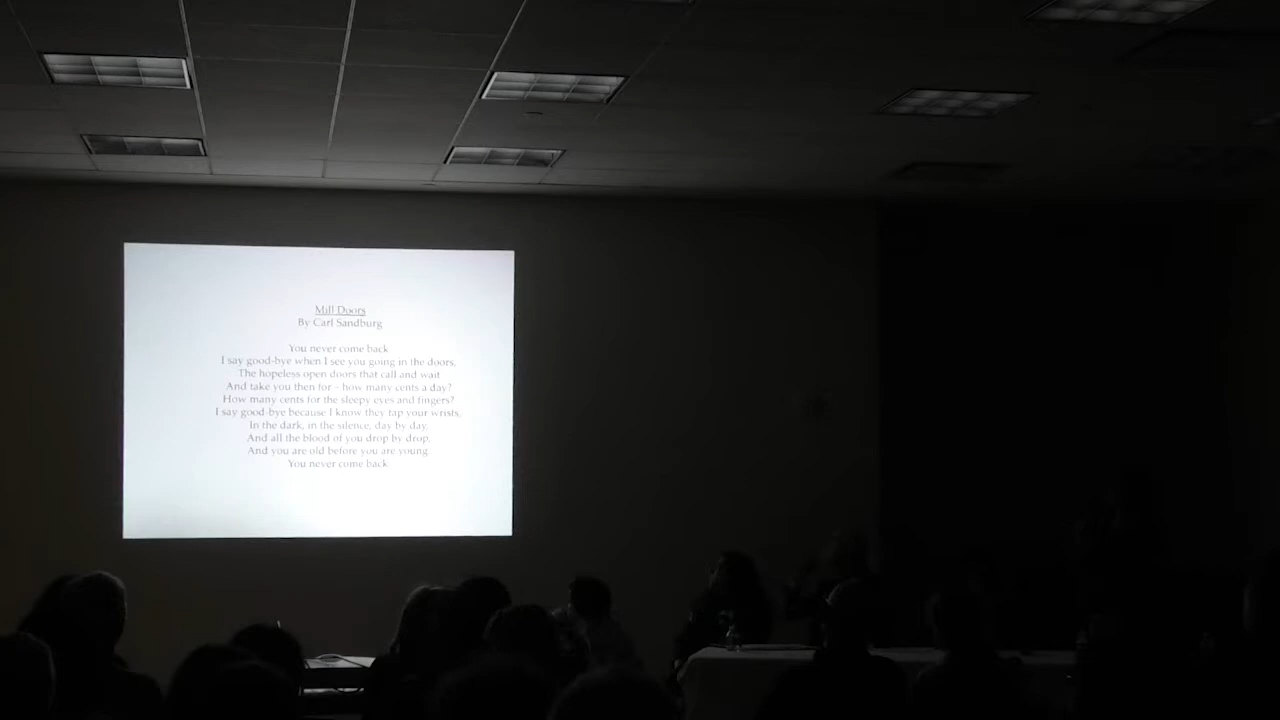 Mill Doors
By Carl Sandburg
You never come back
I say good-bye when I see you going in the doors,
The hopeless open doors that call and wait
And take you then for – how many cents a day?
How many cents for the sleepy eyes and fingers?
I say good-bye because I know they tap your wrists,
In the dark, in the silence, day by day,
And all the blood of you drop by drop,
And you are old before you are young.
You never come back